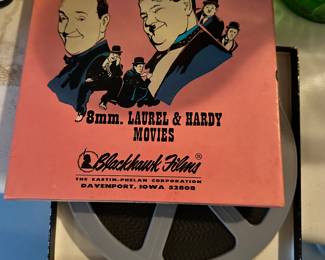 8mm. LAUREL & HARDY
MOVIES
Blackhawk Films®
THE EASTIN-PHELAN CORPORATION
DAVENPORT, IOWA 52808